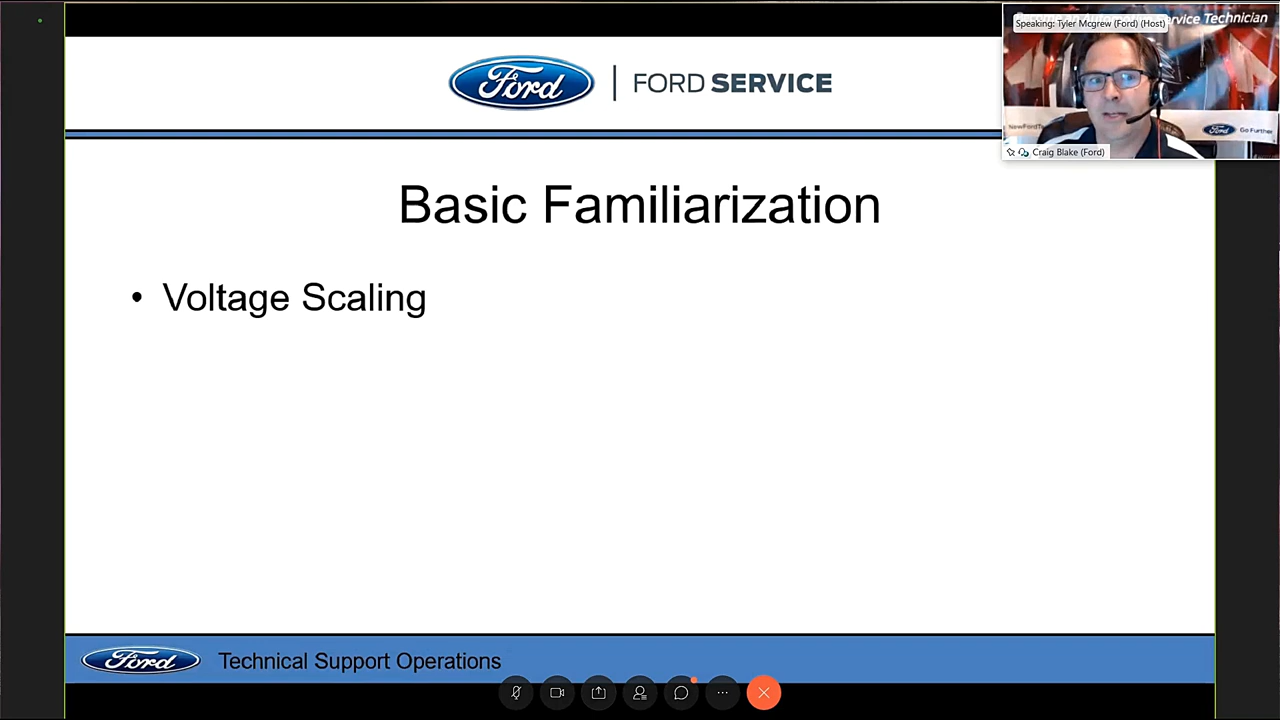 rvice Technician
Speaking: Tyler Mcgrew (Ford) (Host)
Ford
FORD SERVICE
Ford
Go Further
Craig Blake (Ford)
Basic Familiarization
• Voltage Scaling
Ford
Technical Support Operations